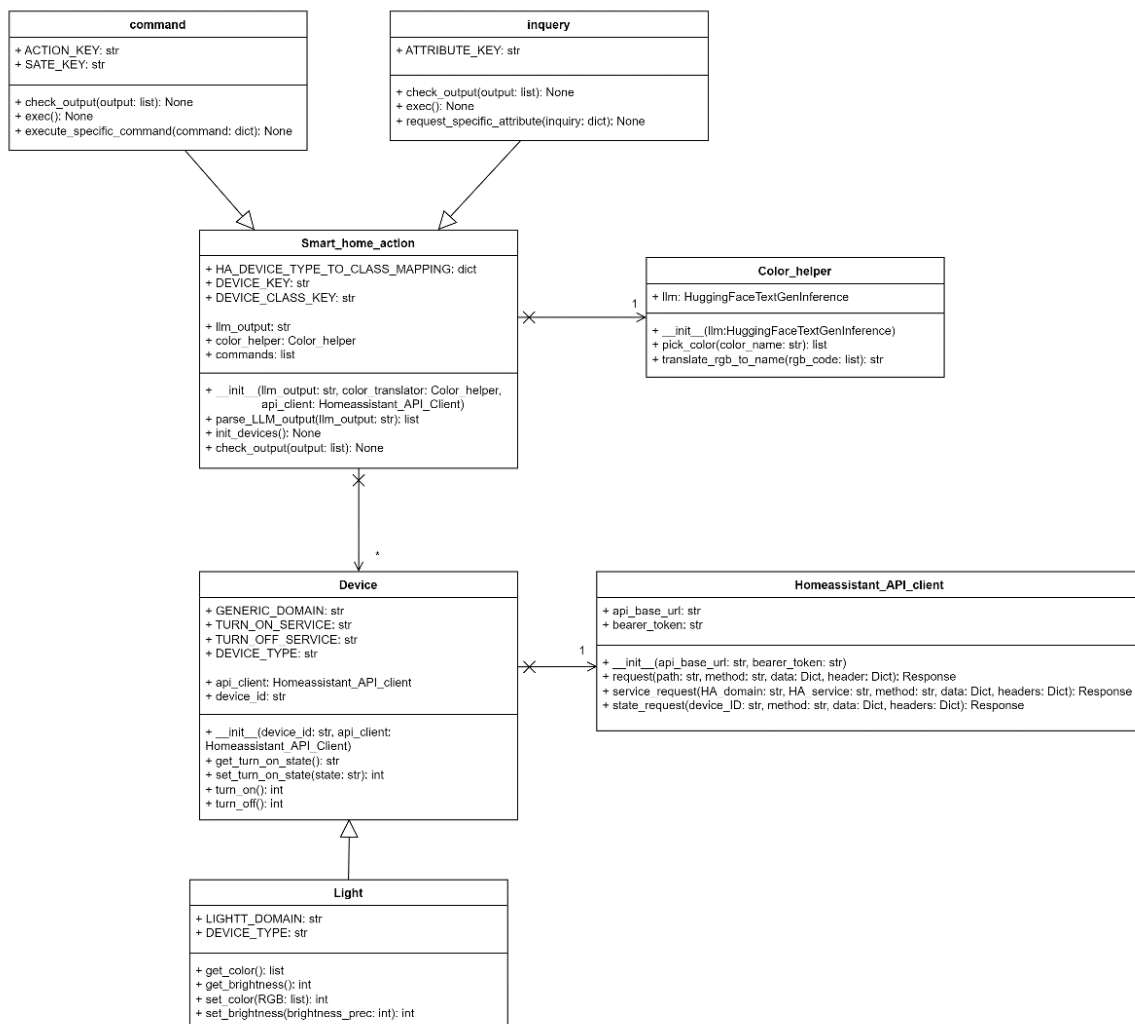 command
+ ACTION_KEY: str
+ SATE_KEY: str
+ check_output(output: list): None
+ exec(): None
+ execute_specific_command(command: dict): None
inquery
+ ATTRIBUTE_KEY: str
+ check_output(output: list): None
+ exec(): None
+ request_specific_attribute(inquiry: dict): None
Smart_home_action
+ HA_DEVICE_TYPE_TO_CLASS_MAPPING: dict
+ DEVICE_KEY: str
+ DEVICE_CLASS_KEY: str
+ llm_output: str
+ color_helper: Color_helper
+ commands: list
+ __init__(llm_output: str, color_translator: Color_helper,
api_client: Homeassistant_API_Client)
+ parse_LLM_output(llm_output: str): list
+ init_devices(): None
+ check_output(output: list): None
1
Color_helper
+ llm: HuggingFaceTextGenInference
+ __init__(llm:HuggingFaceTextGenInference)
+ pick_color(color_name: str): list
+ translate_rgb_to_name(rgb_code: list): str
*
Device
+ GENERIC_DOMAIN: str
+ TURN_ON_SERVICE: str
+ TURN_OFF_SERVICE: str
+ DEVICE_TYPE: str
+ api_client: Homeassistant_API_client
+ device_id: str
+ __init__(device_id: str, api_client:
Homeassistant_API_Client)
+ get_turn_on_state(): str
+ set_turn_on_state(state: str): int
+ turn_on(): int
+ turn_off(): int
1
Homeassistant_API_client
+ api_base_url: str
+ bearer_token: str
+ __init__(api_base_url: str, bearer_token: str)
+ request(path: str, method: str, data: Dict, header: Dict): Response
+ service_request(HA_domain: str, HA_service: str, method: str, data: Dict, headers: Dict): Response
+ state_request(device_ID: str, method: str, data: Dict, headers: Dict): Response
Light
+ LIGHTT_DOMAIN: str
+ DEVICE_TYPE: str
+ get_color(): list
+ get_brightness(): int
+ set_color(RGB: list): int
+ set_brightness(brightness_prec: int): int